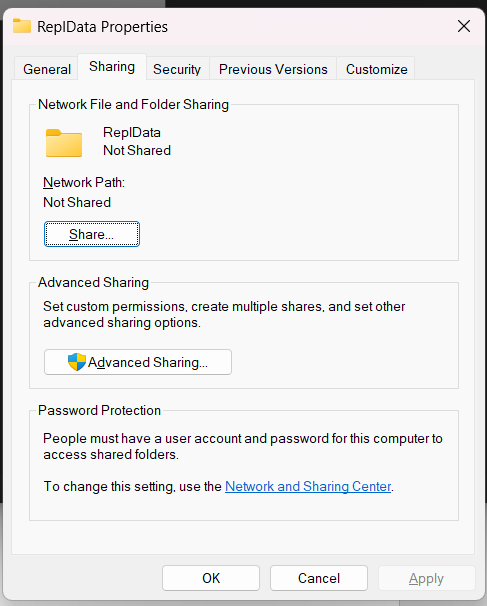 ReplData Properties
General
Sharing
Security
Previous Versions
Customize
Network File and Folder Sharing
ReplData
Not Shared
Network Path:
Not Shared
Share...
Advanced Sharing
Set custom permissions, create multiple shares, and set other
advanced sharing options.
Advanced Sharing...
Password Protection
People must have a user account and password for this computer to
access shared folders.
To change this setting, use the Network and Sharing Center.
OK
Cancel
Apply